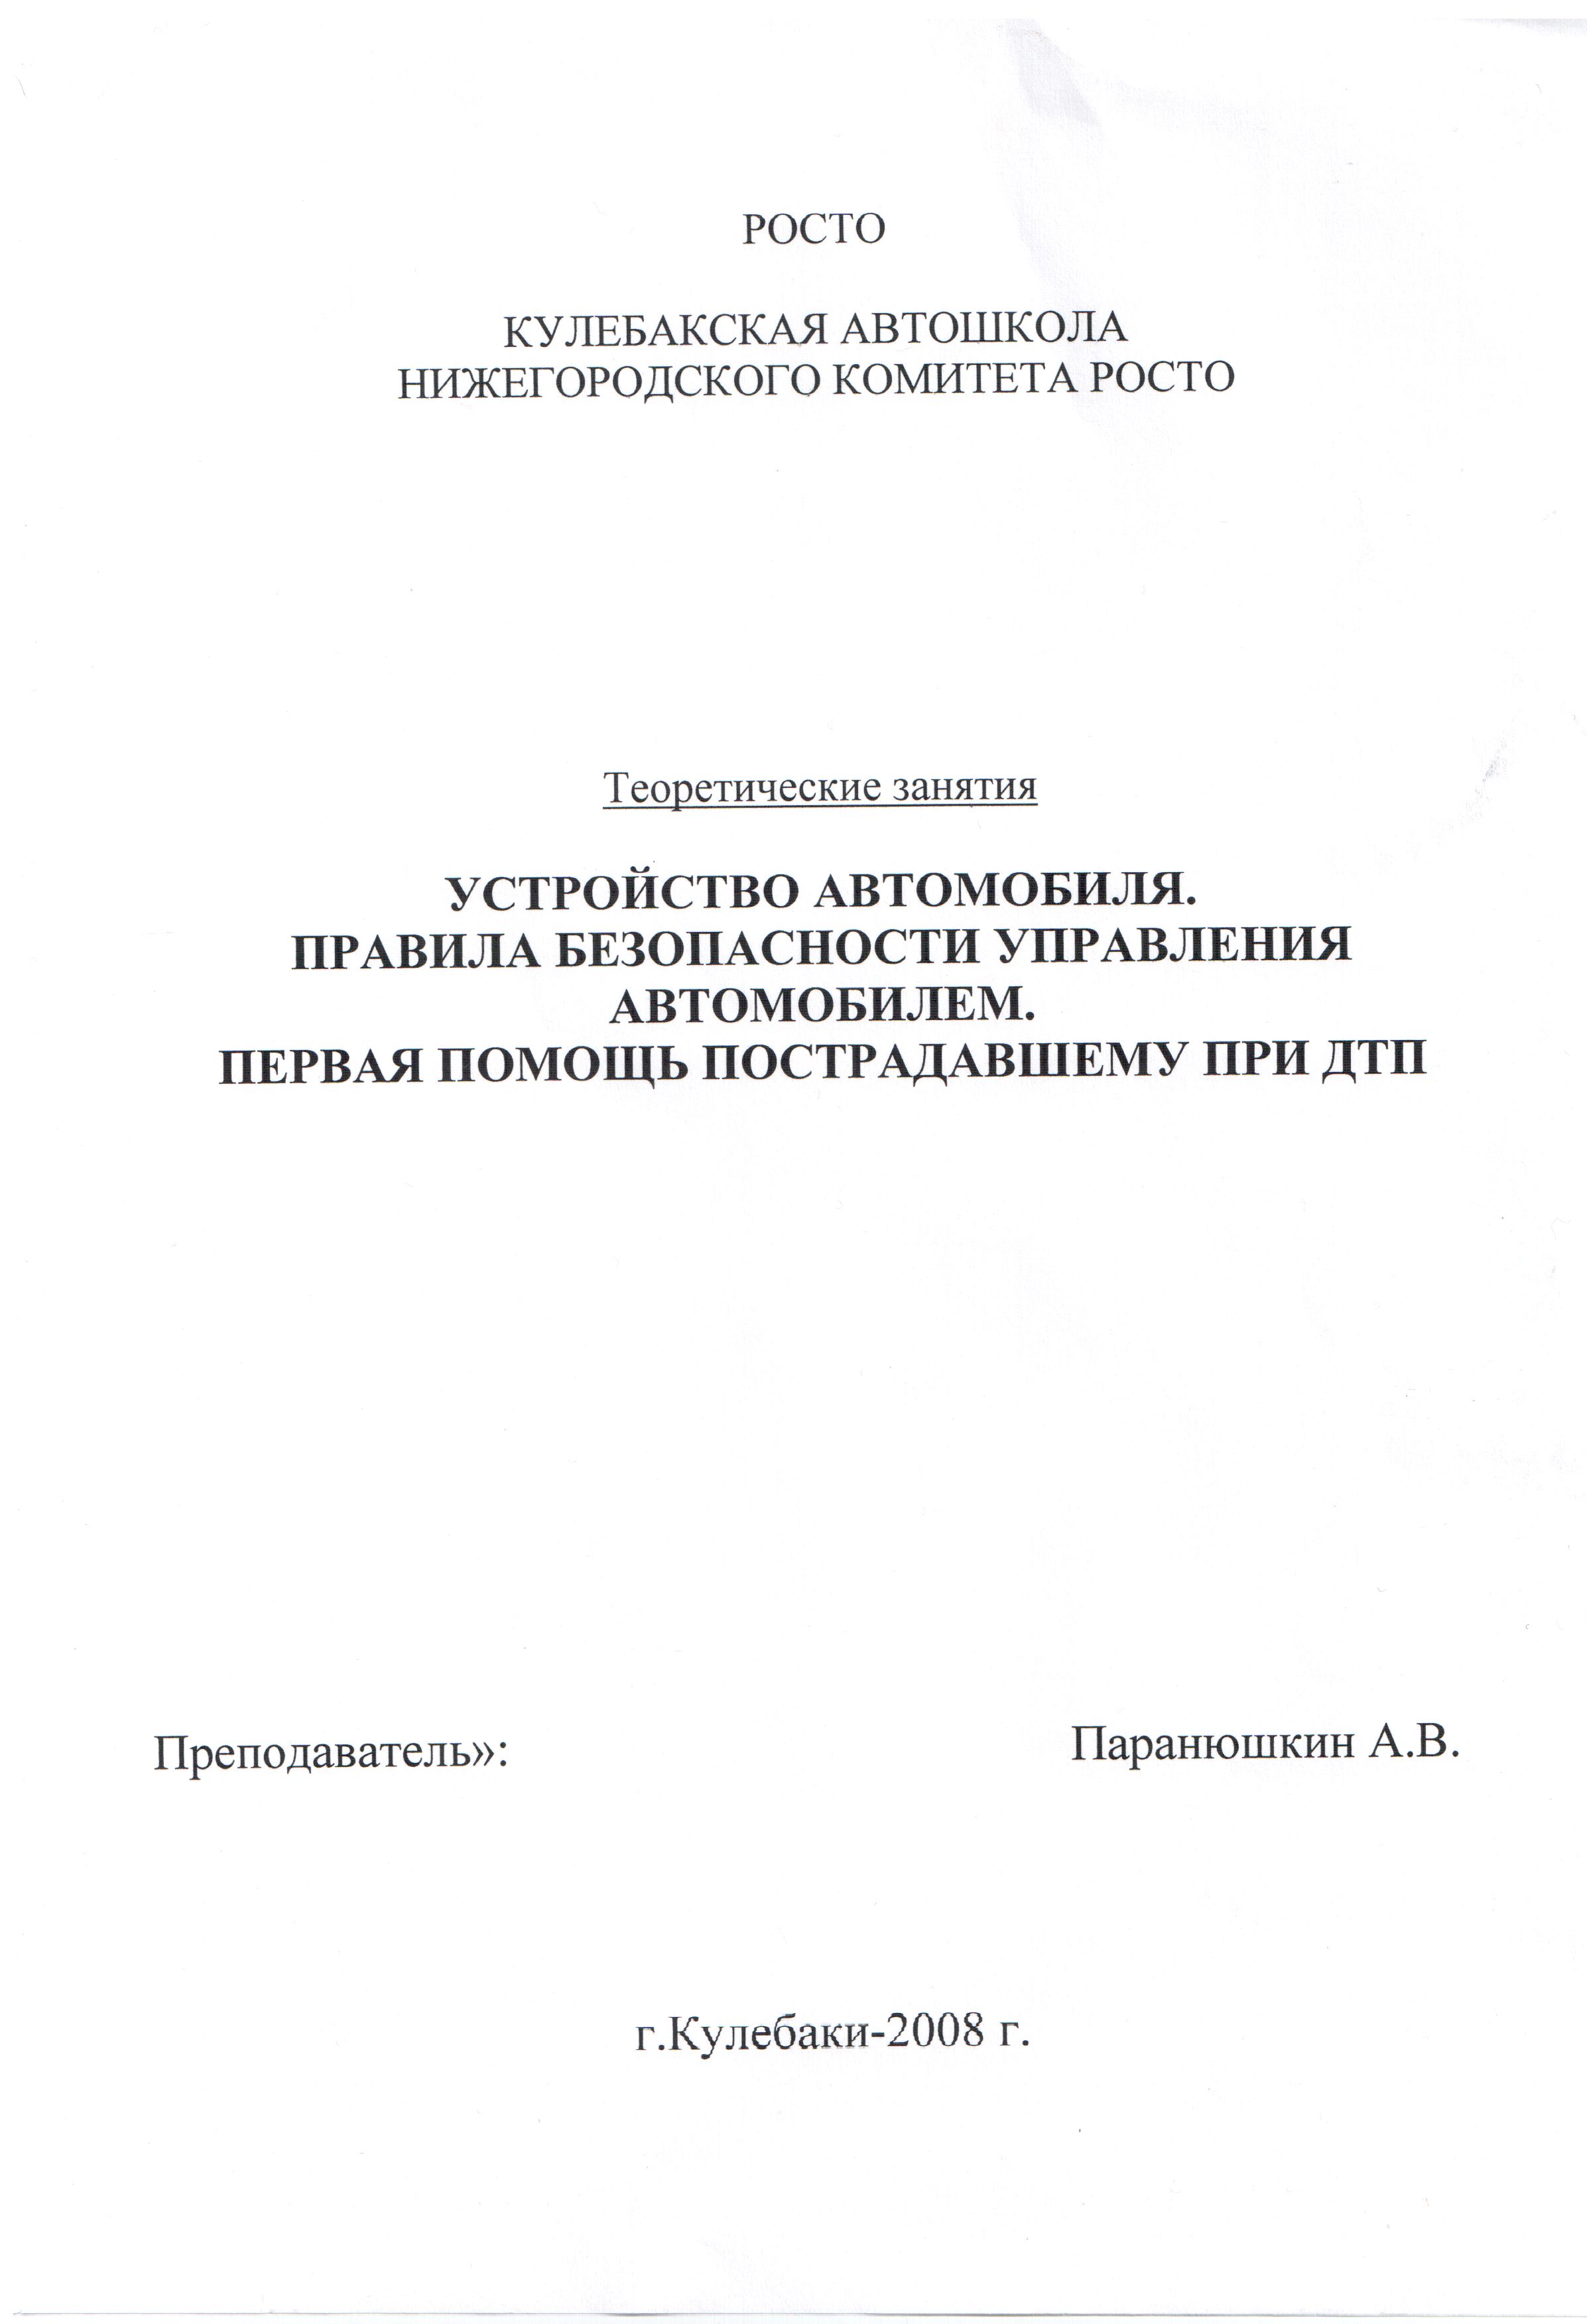 РОСТО
КУЛЕБАКСКАЯ АВТОШКОЛА
НИЖЕГОРОДСКОГО КОМИТЕТА РОСТО
Теоретические занятия
УСТРОЙСТВО АВТОМОБИЛЯ.
ПРАВИЛА БЕЗОПАСНОСТИ УПРАВЛЕНИЯ
АВТОМОБИЛЕМ.
ПЕРВАЯ ПОМОЩЬ ПОСТРАДАВШЕМУ ПРИ ДТП
Преподаватель»: Паранюшкин А.В.
г.Кулебаки-2008 г.